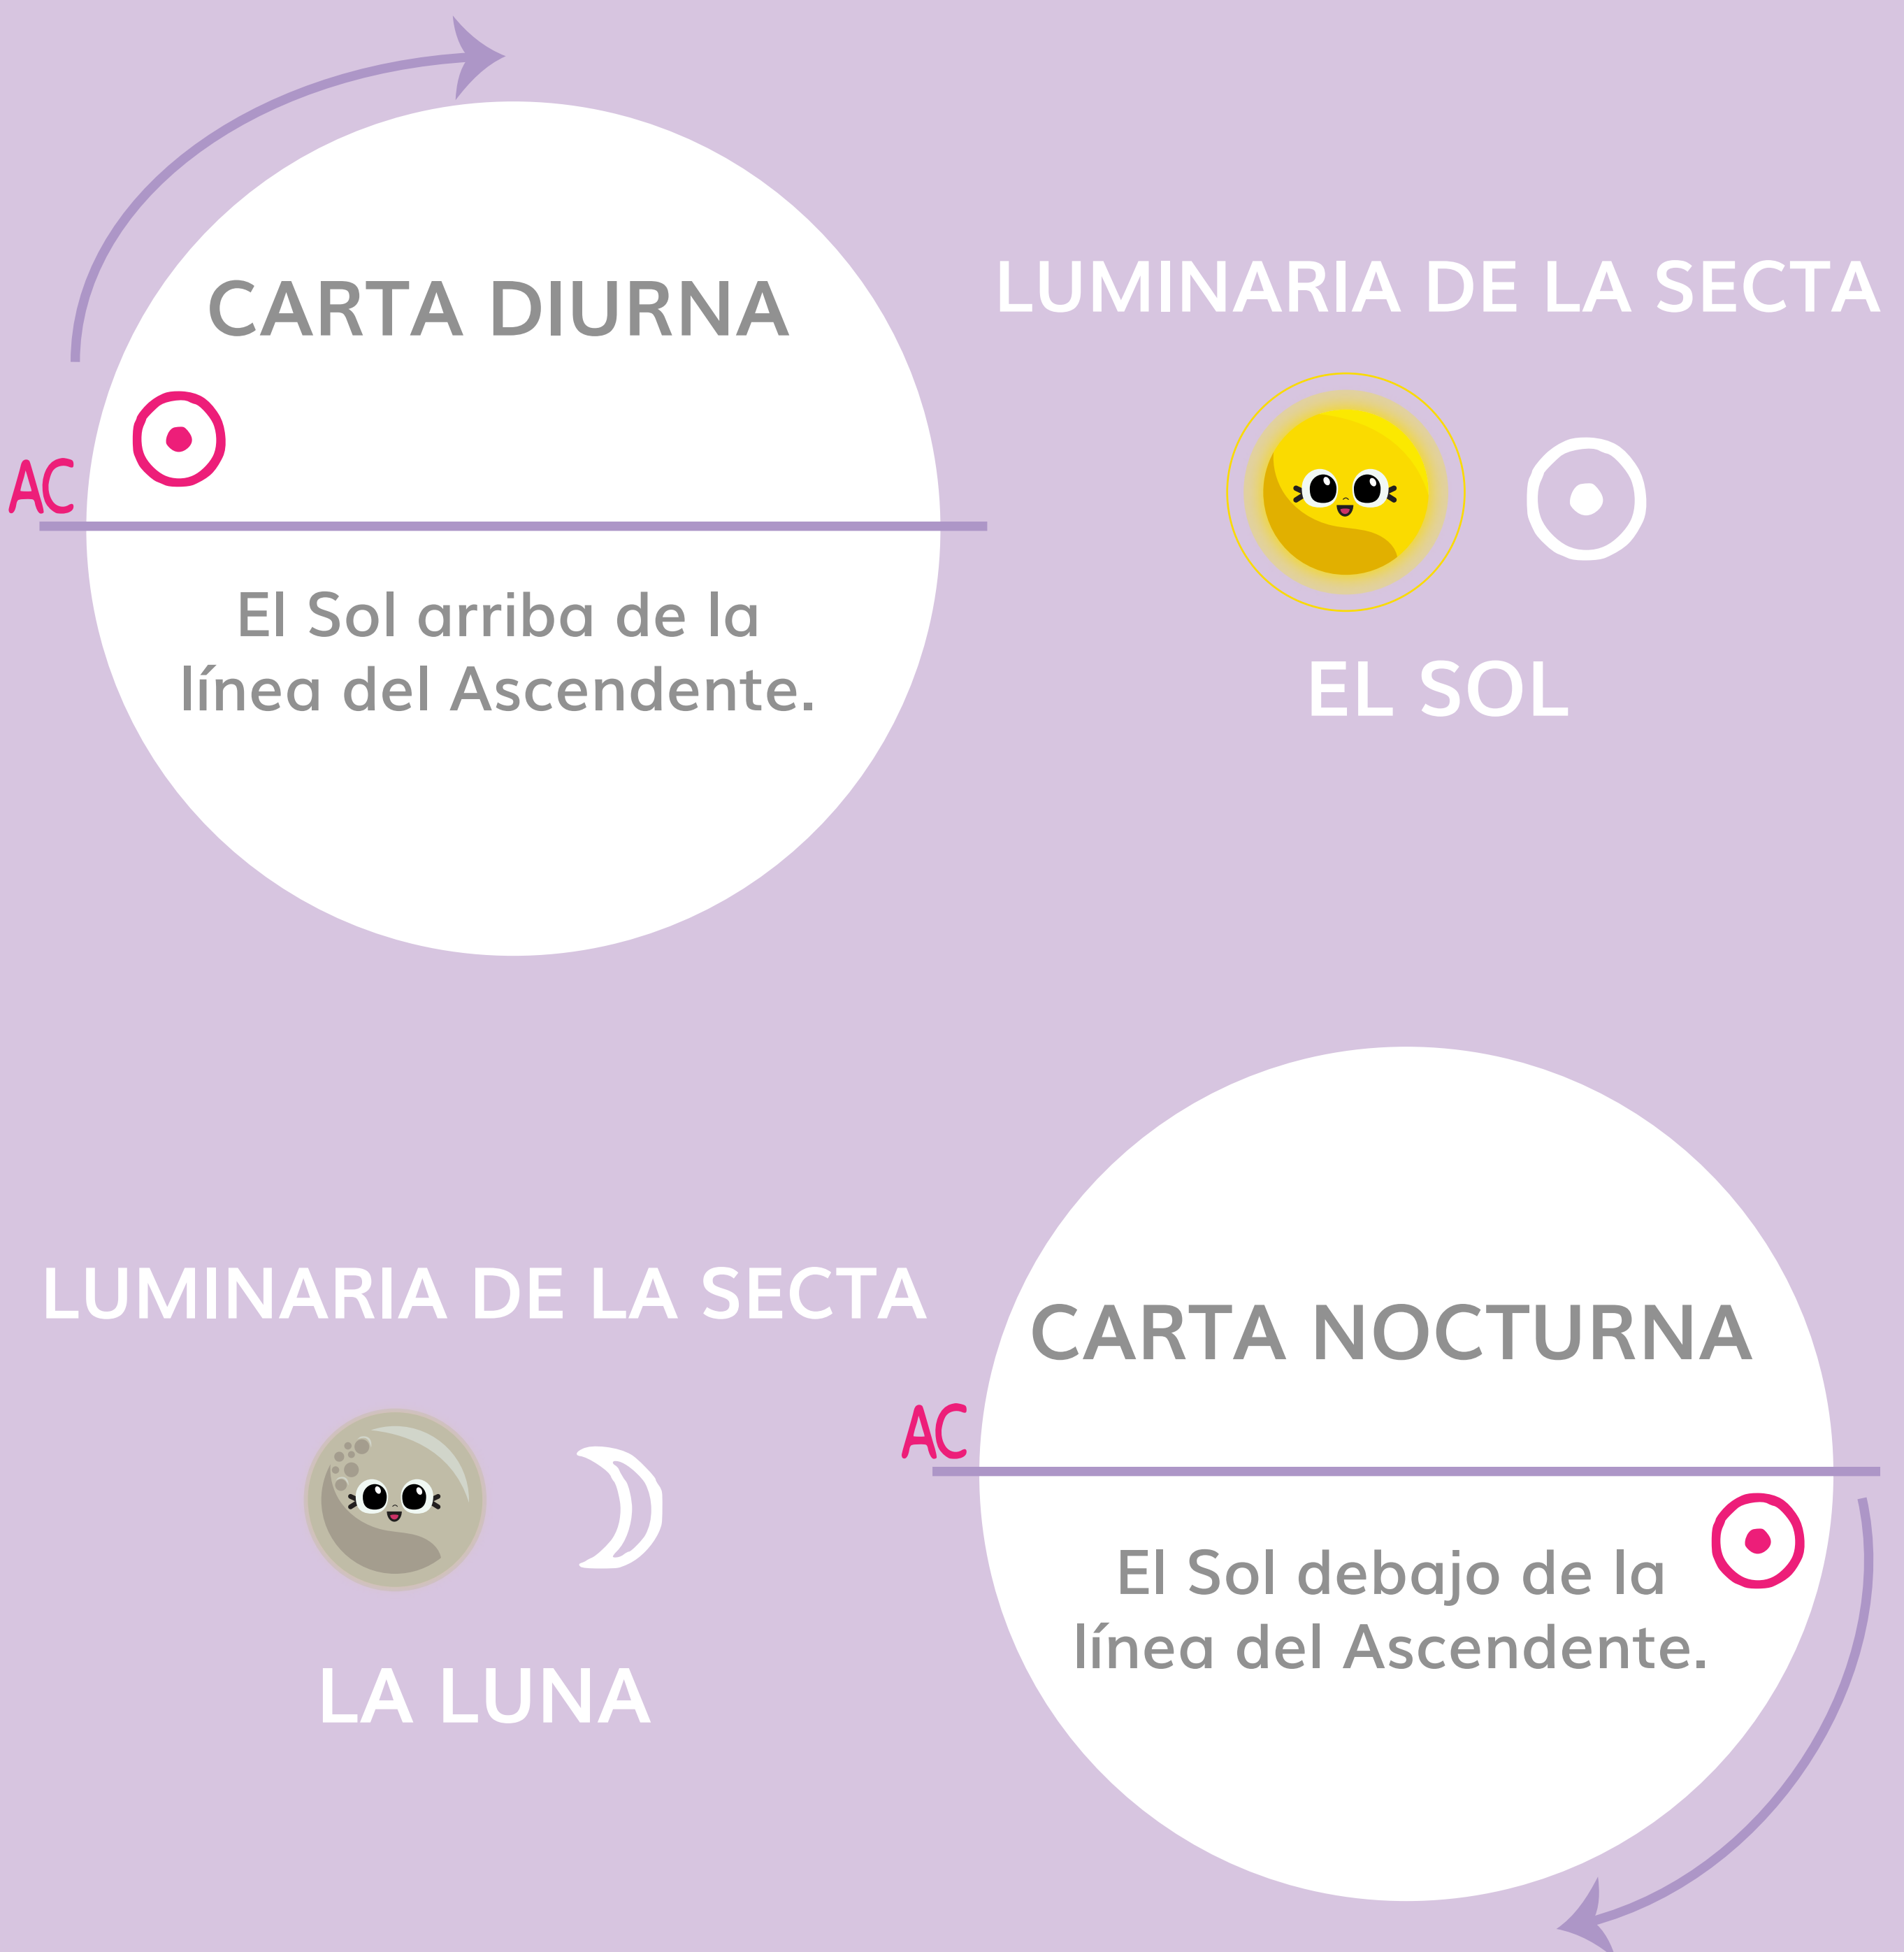 CARTA DIURNA
AC
El Sol arriba de la
línea del Ascendente.
LUMINARIA DE LA SECTA
EL SOL
LUMINARIA DE LA SECTA
LA LUNA
CARTA NOCTURNA
AC
El Sol debajo de la
línea del Ascendente.